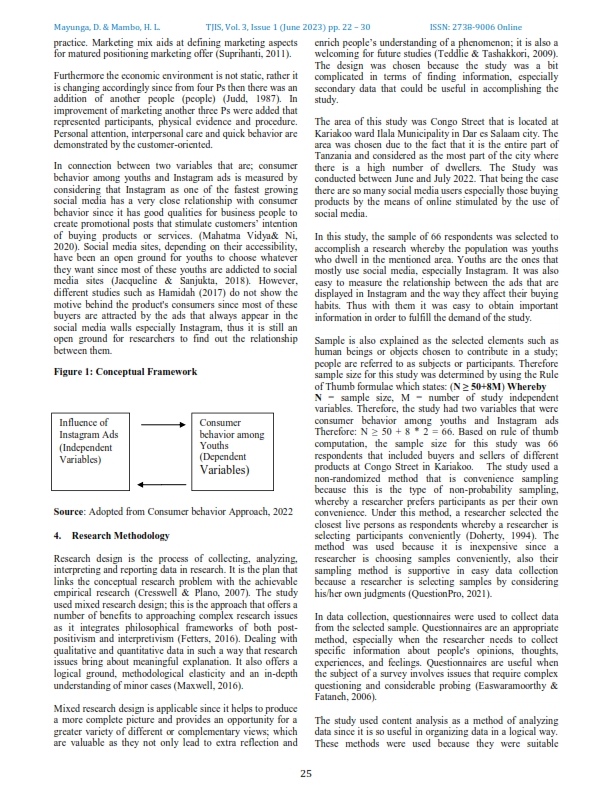 Mayunga, D. & Mambo, H. L. TJIS, Vol. 3, Issue 1 (June 2023) pp. 22 – 30 ISSN: 2738-9006 Online
practice. Marketing mix aids at defining marketing aspects
for matured positioning marketing offer (Suprihanti, 2011).
Furthermore the economic environment is not static, rather it
is changing accordingly since from four Ps then there was an
addition of another people (people) (Judd, 1987). In
improvement of marketing another three Ps were added that
represented participants, physical evidence and procedure.
Personal attention, interpersonal care and quick behavior are
demonstrated by the customer-oriented.
In connection between two variables that are; consumer
behavior among youths and Instagram ads is measured by
considering that Instagram as one of the fastest growing
social media has a very close relationship with consumer
behavior since it has good qualities for business people to
create promotional posts that stimulate customers' intention
of buying products or services. (Mahatma Vidya& Ni,
2020). Social media sites, depending on their accessibility,
have been an open ground for youths to choose whatever
they want since most of these youths are addicted to social
media sites (Jacqueline & Sanjukta, 2018). However,
different studies such as Hamidah (2017) do not show the
motive behind the product's consumers since most of these
buyers are attracted by the ads that always appear in the
social media walls especially Instagram, thus it is still an
open ground for researchers to find out the relationship
between them.
Figure 1: Conceptual Framework
Influence of
Instagram Ads
(Independent
Variables)
Consumer
behavior among
Youths
(Dependent
Variables)
Source: Adopted from Consumer behavior Approach, 2022
4. Research Methodology
Research design is the process of collecting, analyzing,
interpreting and reporting data in research. It is the plan that
links the conceptual research problem with the achievable
empirical research (Cresswell & Plano, 2007). The study
used mixed research design; this is the approach that offers a
number of benefits to approaching complex research issues
as it integrates philosophical frameworks of both post-
positivism and interpretivism (Fetters, 2016). Dealing with
qualitative and quantitative data in such a way that research
issues bring about meaningful explanation. It also offers a
logical ground, methodological elasticity and an in-depth
understanding of minor cases (Maxwell, 2016).
Mixed research design is applicable since it helps to produce
a more complete picture and provides an opportunity for a
greater variety of different or complementary views; which
are valuable as they not only lead to extra reflection and
enrich people's understanding of a phenomenon; it is also a
welcoming for future studies (Teddlie & Tashakkori, 2009).
The design was chosen because the study was a bit
complicated in terms of finding information, especially
secondary data that could be useful in accomplishing the
study.
The area of this study was Congo Street that is located at
Kariakoo ward Ilala Municipality in Dar es Salaam city. The
area was chosen due to the fact that it is the entire part of
Tanzania and considered as the most part of the city where
there is a high number of dwellers. The Study was
conducted between June and July 2022. That being the case
there are so many social media users especially those buying
products by the means of online stimulated by the use of
social media.
In this study, the sample of 66 respondents was selected to
accomplish a research whereby the population was youths
who dwell in the mentioned area. Youths are the ones that
mostly use social media, especially Instagram. It was also
easy to measure the relationship between the ads that are
displayed in Instagram and the way they affect their buying
habits. Thus with them it was easy to obtain important
information in order to fulfill the demand of the study.
Sample is also explained as the selected elements such as
human beings or objects chosen to contribute in a study;
people are referred to as subjects or participants. Therefore
sample size for this study was determined by using the Rule
of Thumb formulae which states: (N ≥ 50+8M) Whereby
N = sample size, M = number of study independent
variables. Therefore, the study had two variables that were
consumer behavior among youths and Instagram ads
Therefore: N ≥ 50 + 8 * 2 = 66. Based on rule of thumb
computation, the sample size for this study was 66
respondents that included buyers and sellers of different
products at Congo Street in Kariakoo. The study used a
non-randomized method that is convenience sampling
because this is the type of non-probability sampling,
whereby a researcher prefers participants as per their own
convenience. Under this method, a researcher selected the
closest live persons as respondents whereby a researcher is
selecting participants conveniently (Doherty, 1994). The
method was used because it is inexpensive since a
researcher is choosing samples conveniently, also their
sampling method is supportive in easy data collection
because a researcher is selecting samples by considering
his/her own judgments (QuestionPro, 2021).
In data collection, questionnaires were used to collect data
from the selected sample. Questionnaires are an appropriate
method, especially when the researcher needs to collect
specific information about people's opinions, thoughts,
experiences, and feelings. Questionnaires are useful when
the subject of a survey involves issues that require complex
questioning and considerable probing (Easwaramoorthy &
Fataneh, 2006).
The study used content analysis as a method of analyzing
data since it is so useful in organizing data in a logical way.
These methods were used because they were suitable
25